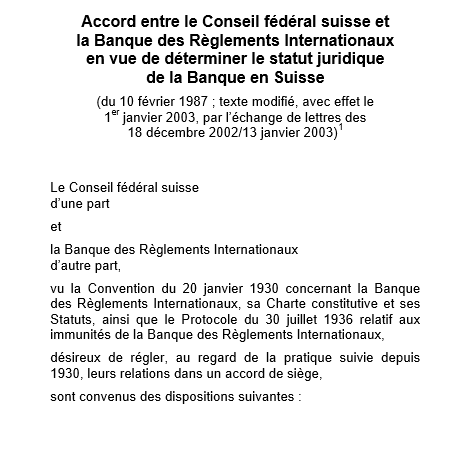 Accord entre le Conseil fédéral suisse et
la Banque des Règlements Internationaux
en vue de déterminer le statut juridique
de la Banque en Suisse
(du 10 février 1987 ; texte modifié, avec effet le
1er janvier 2003, par l'échange de lettres des
18 décembre 2002/13 janvier 2003)1
Le Conseil fédéral suisse
d'une part
et
la Banque des Règlements Internationaux
d'autre part,
vu la Convention du 20 janvier 1930 concernant la Banque
des Règlements Internationaux, sa Charte constitutive et ses
Statuts, ainsi que le Protocole du 30 juillet 1936 relatif aux
immunités de la Banque des Règlements Internationaux,
désireux de régler, au regard de la pratique suivie depuis
1930, leurs relations dans un accord de siège,
sont convenus des dispositions suivantes :